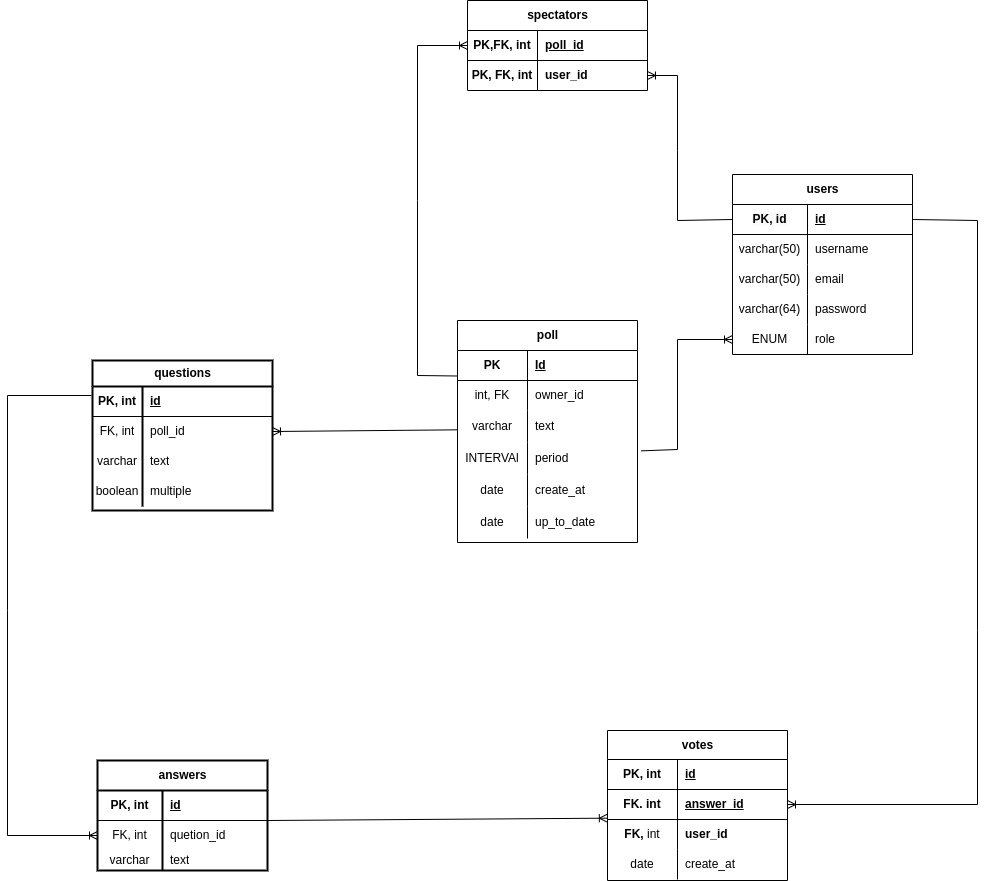 spectators
PK,FK, int poll_id
PK, FK, int user_id
users
PK, id id
varchar(50) username
varchar(50) email
varchar(64) password
ENUM role
poll
PK Id
int, FK owner_id
varchar text
INTERVAl period
date create_at
date up_to_date
questions
PK, int id
FK, int poll_id
varchar text
boolean multiple
votes
PK, int id
FK. int answer_id
FK, int user_id
date create_at
answers
PK, int id
FK, int quetion_id
varchar text